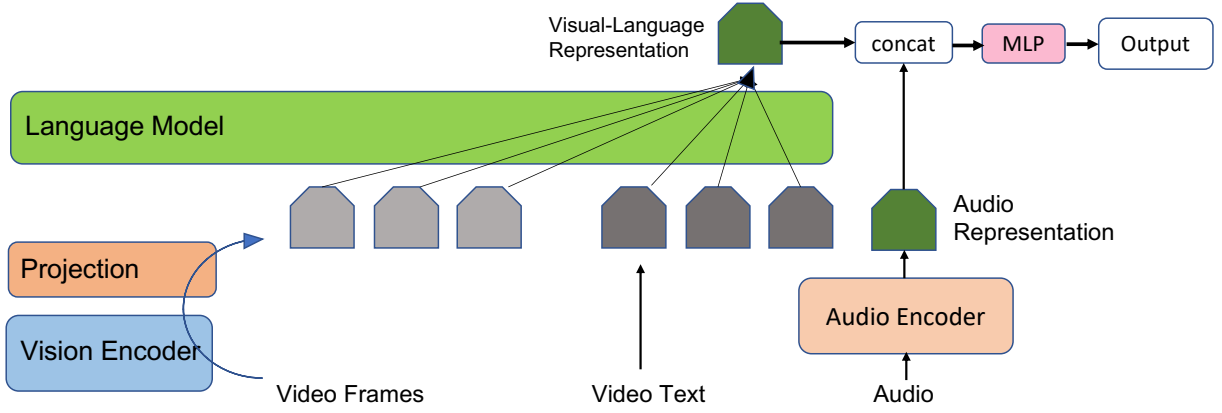 Visual-Language
Representation
concat
MLP
Output
Language Model
Audio
Representation
Projection
Audio Encoder
Vision Encoder
Video Frames
Video Text
Audio